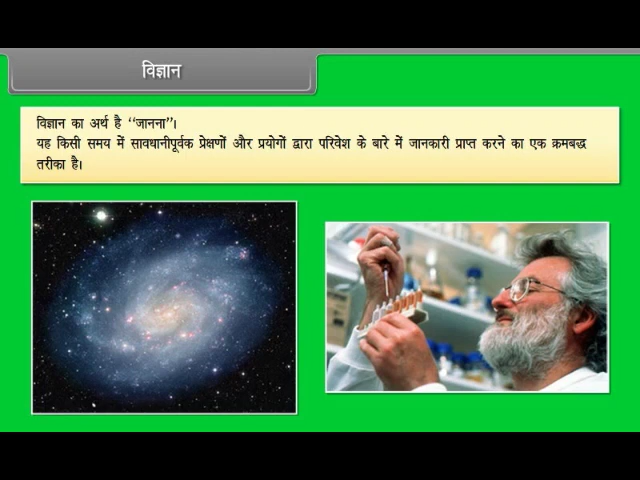 विज्ञान
विज्ञान का अर्थ है ‘‘जानना’’।
यह किसी समय में सावधानीपूर्वक प्रेक्षणों और प्रयोगों द्वारा परिवेश के बारे में जानकारी प्राप्त करने का एक क्रमबद्ध
तरीका है।